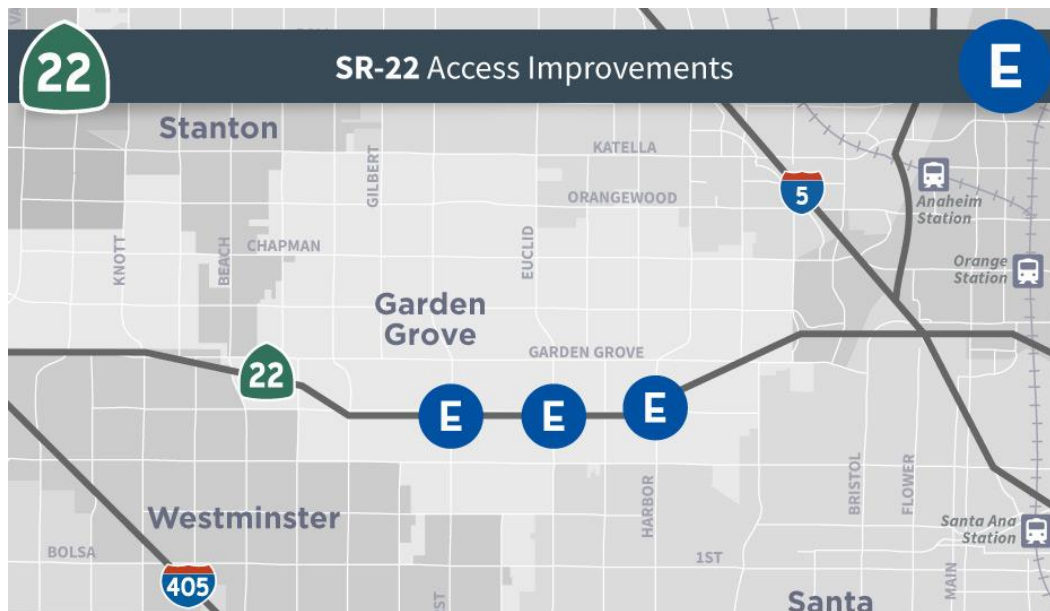 22
SR-22 Access Improvements
E
Stanton
KATELLA
GILBERT
ORANGEWOOD
5
Anaheim
Station
KNOTT
BEACH
CHAPMAN
EUCLID
Orange
Station
Garden
Grove
GARDEN GROVE
22
E
E
E
HARBOR
BRISTOL
FLOWER
Westminster
Santa Ana
Station
BOLSA
1ST
405
MAIN
Santa